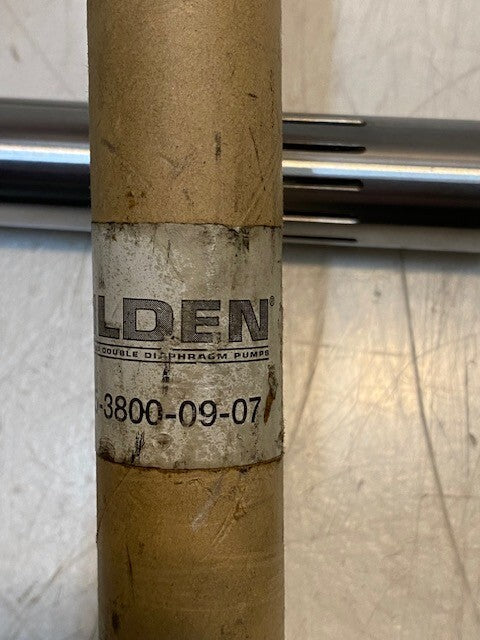 LDEN®
DOUBLE DIAPHRAGM PUMPS
-3800-09-07